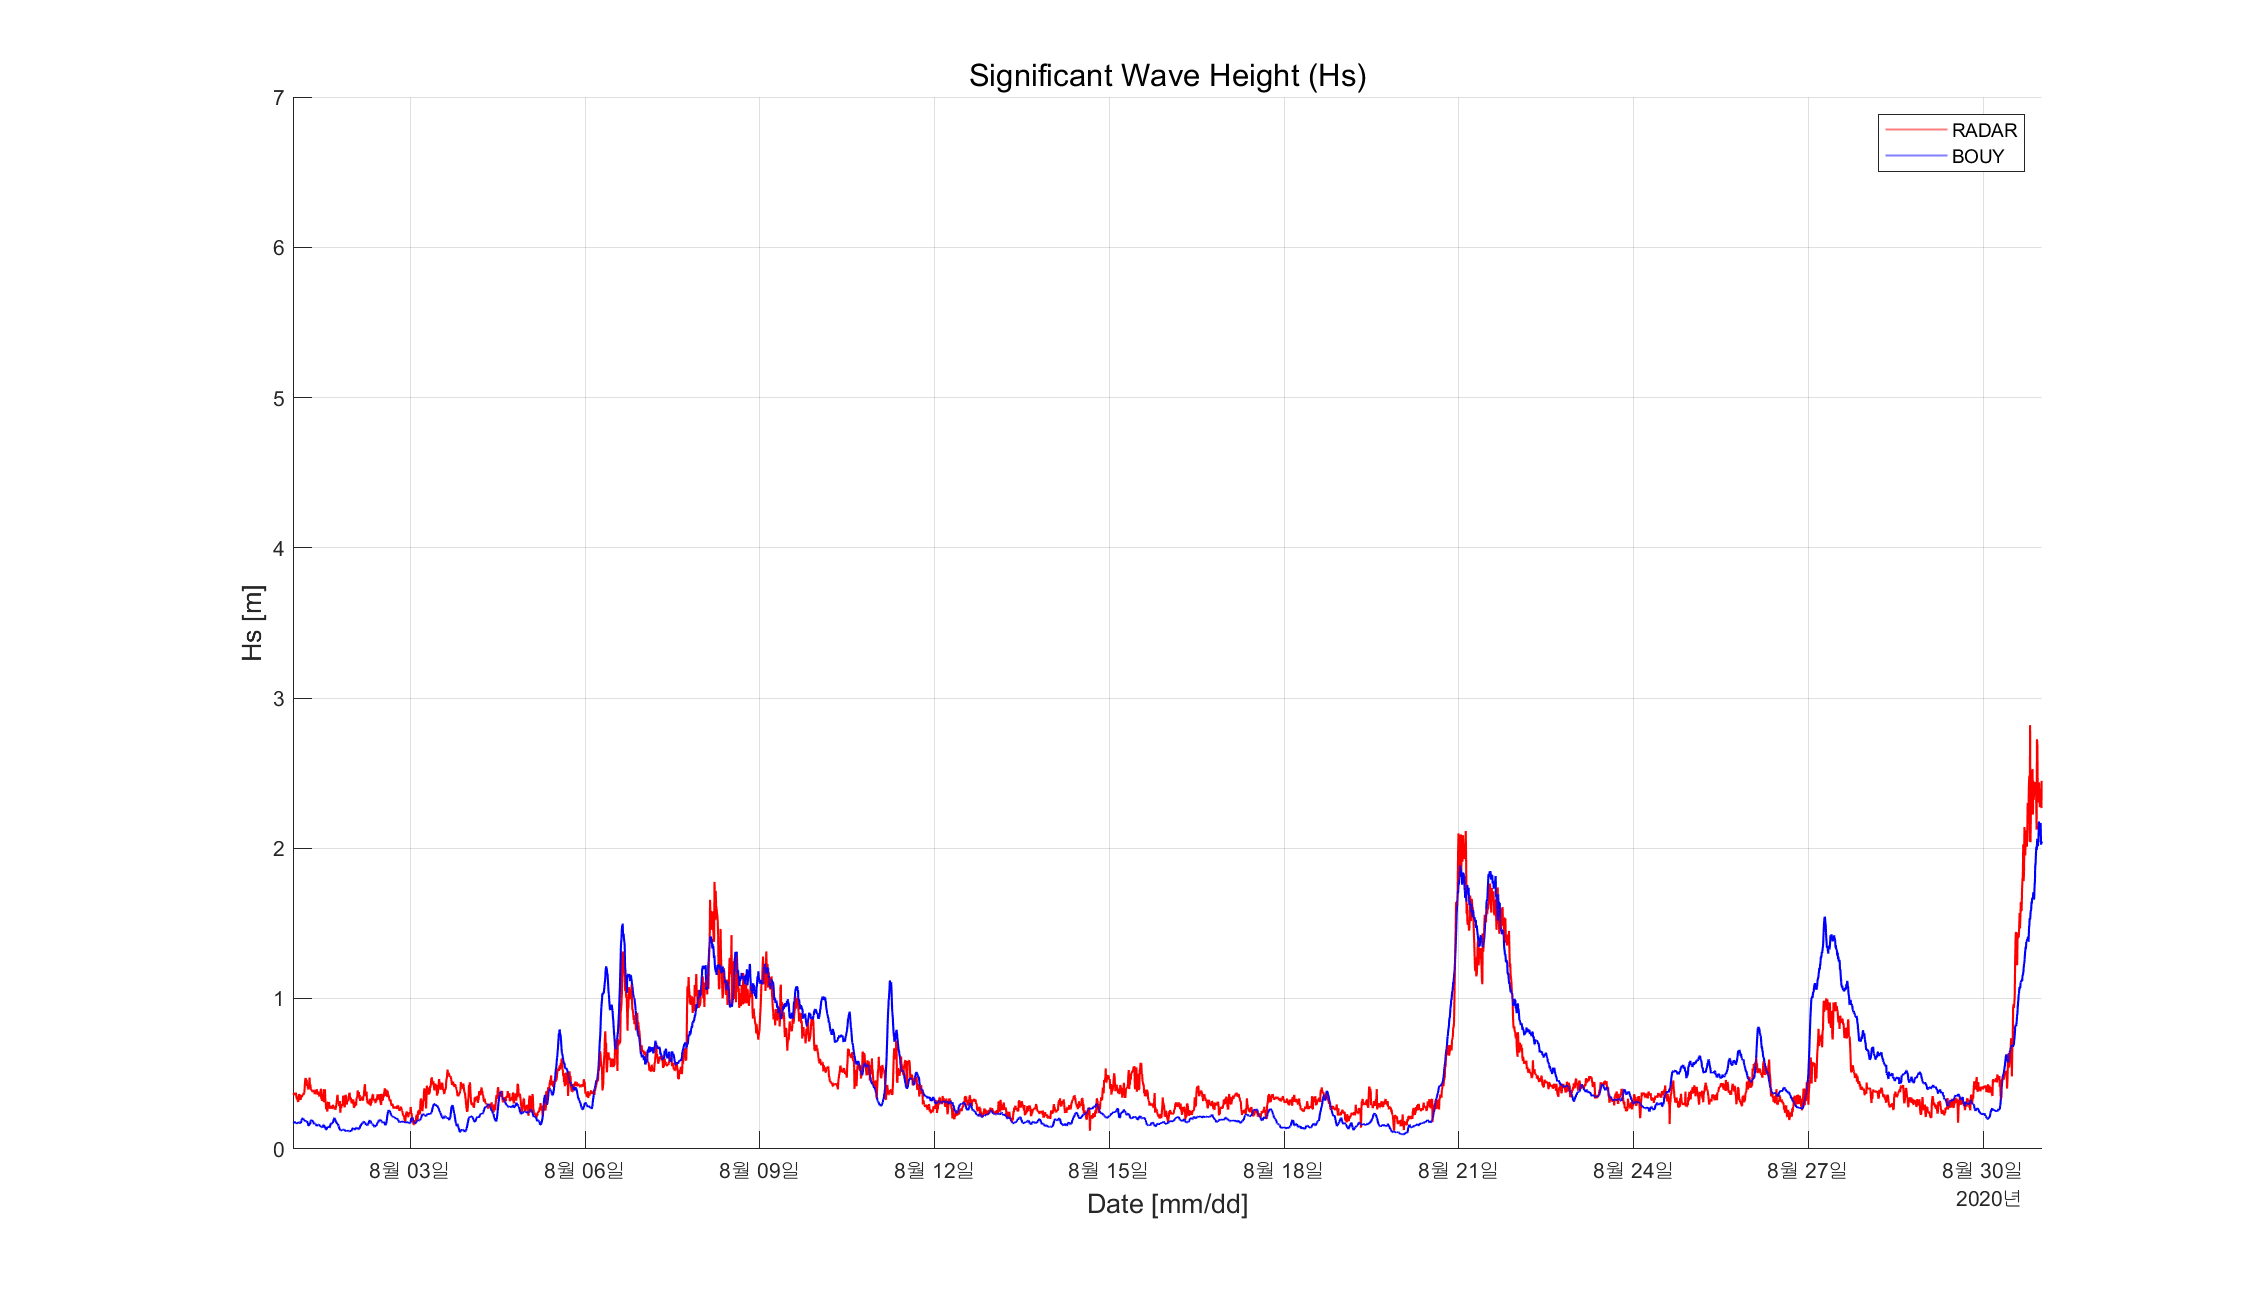 Significant Wave Height (Hs)
7
6
5
4
3
2
1
0
Hs [m]
RADAR
BOUY
8월 03일
8월 06일
8월 09일
8월 12일
8월 15일
8월 18일
8월 21일
8월 24일
8월 27일
8월 30일
2020년
Date [mm/dd]